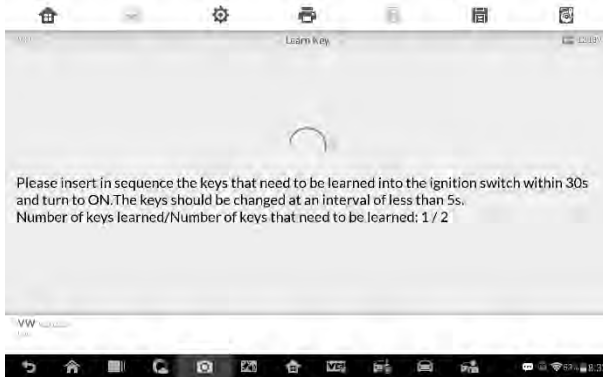 Learn Key
Please insert in sequence the keys that need to be learned into the ignition switch within 30s
and turn to ON.The keys should be changed at an interval of less than 5s.
Number of keys learned/Number of keys that need to be learned: 1 / 2
VW